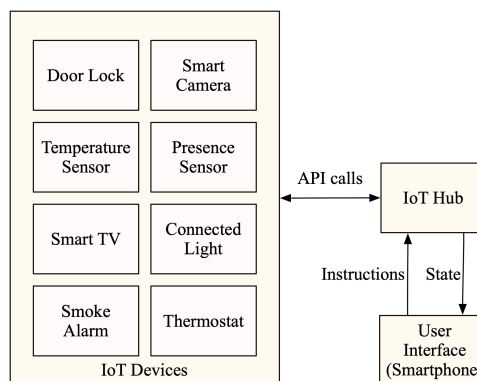 Door Lock
Smart
Camera
Temperature
Sensor
Presence
Sensor
Smart TV
Connected
Light
Smoke
Alarm
Thermostat
IoT Devices
API calls
IoT Hub
Instructions
State
User
Interface
(Smartphone